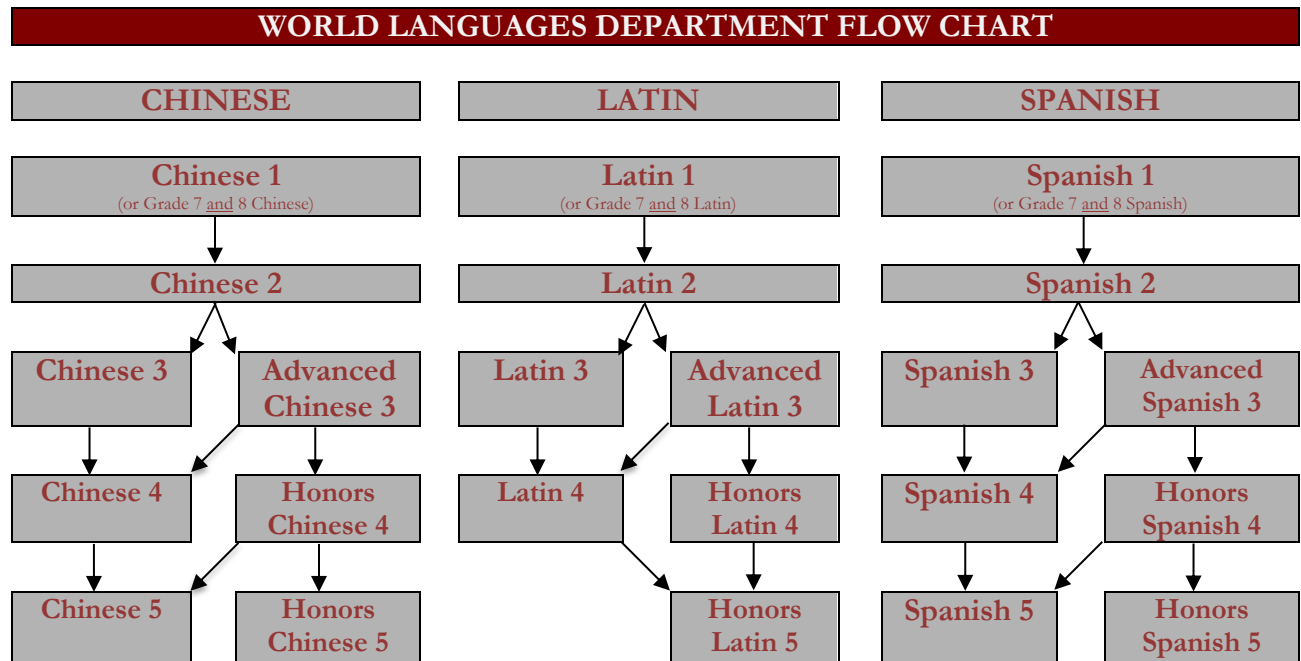 WORLD LANGUAGES DEPARTMENT FLOW CHART
CHINESE
LATIN
SPANISH
Chinese 1
(or Grade 7 and 8 Chinese)
Latin 1
(or Grade 7 and 8 Latin)
Spanish 1
(or Grade 7 and 8 Spanish)
Chinese 2
Latin 2
Spanish 2
Chinese 3
Advanced
Chinese 3
Latin 3
Advanced
Latin 3
Spanish 3
Advanced
Spanish 3
Chinese 4
Honors
Chinese 4
Latin 4
Honors
Latin 4
Spanish 4
Honors
Spanish 4
Chinese 5
Honors
Chinese 5
Honors
Latin 5
Spanish 5
Honors
Spanish 5